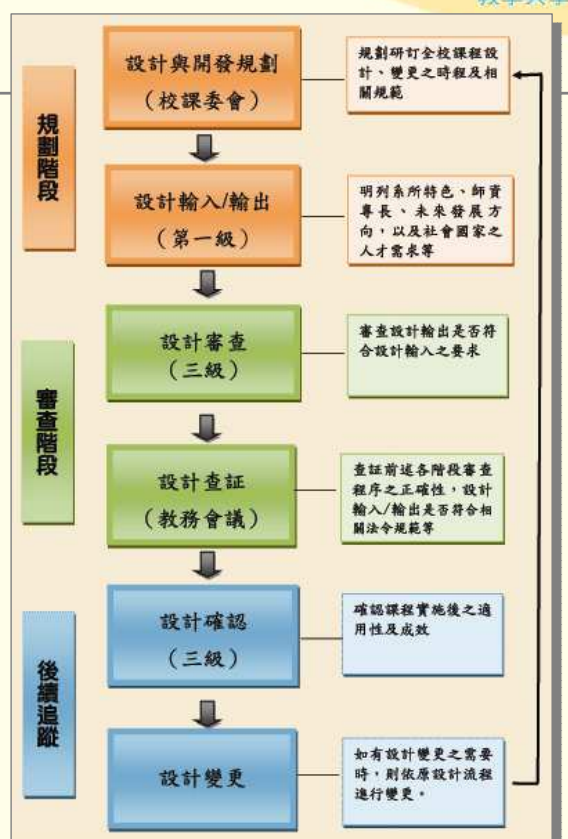 規劃階段
設計與開發規劃
(校課委會)
規劃研訂全校課程設
計、變更之時程及相
關規範
設計輸入/輸出
(第一級)
明列系所特色、師資
專長、未來發展方
向,以及社會國家之
人才需求等
審查階段
設計審查
(三級)
審查設計輸出是否符
合設計輸入之要求
設計查証
(教務會議)
查証前述各階段審查
程序之正確性,設計
輸入/輸出是否符合相
關法令規範等
後續追蹤
設計確認
(三級)
確認課程實施後之適
用性及成效
設計變更
如有設計變更之需要
時,則依原設計流程
進行變更。